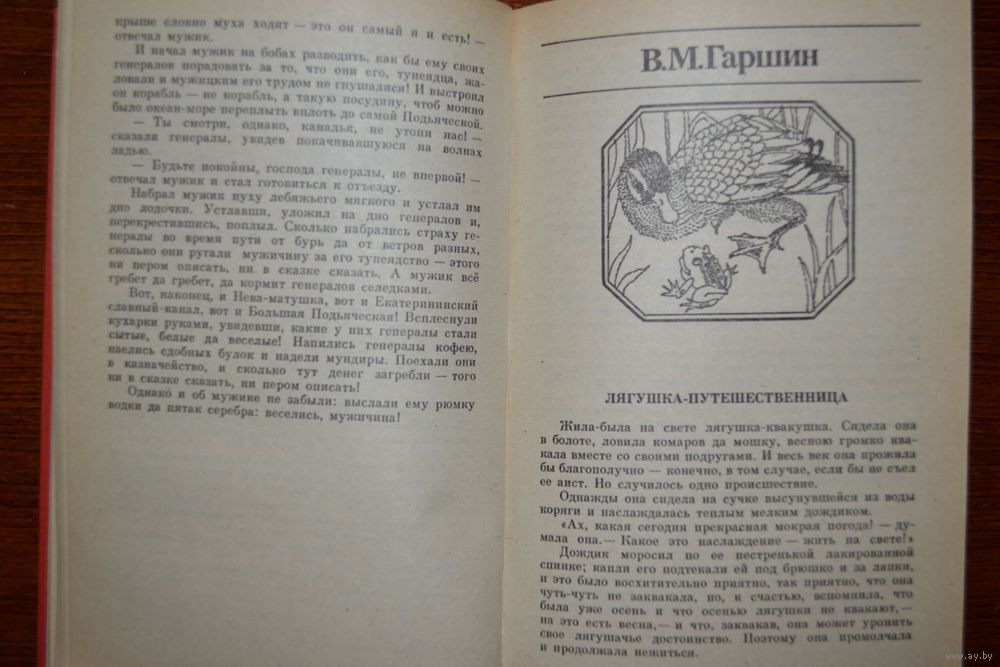 крыше словно муха ходит — это он самый я и есть! —
отвечал мужик.
И начал мужик на бобах разводить, как бы ему своих
генералов порадовать за то, что они его, тунеядца, жа-
ловали и мужицким его трудом не гнушалися! И выстроил
он корабль — не корабль, а такую посудину, чтоб можно
было океан-море переплыть вплоть до самой Подьяческой.
— Ты смотри, однако, каналья, не утопи нас! —
сказали генералы, увидев покачивавшуюся на волнах
ладью.
— Будьте покойны, господа генералы, не впервой! —
отвечал мужик и стал готовиться к отъезду.
Набрал мужик пуху лебяжьего мягкого и устлал им
дно лодочки. Устлавши, уложил на дно генералов и,
перекрестившись, поплыл. Сколько набрались страху ге-
нералы во время пути от бурь да от ветров разных,
сколько они ругали мужичину за его тунеядство — этого
ни пером описать, ни в сказке сказать. А мужик всё
гребет да гребет, да кормит генералов селедками.
Вот, наконец, и Нева-матушка, вот и Екатерининский
славный-канал, вот и Большая Подьяческая! Всплеснули
кухарки руками, увидевши, какие у них генералы стали
сытые, белые да веселые! Напились генералы кофею,
наелись сдобных булок и надели мундиры. Поехали они
в казначейство, и сколько тут денег загребли — того
ни в сказке сказать, ни пером описать!
Однако и об мужике не забыли: выслали ему рюмку
водки да пятак серебра: веселись, мужичина!
В.М.Гаршин
ЛЯГУШКА-ПУТЕШЕСТВЕННИЦА
Жила-была на свете лягушка-квакушка. Сидела она
в болоте, ловила комаров да мошку, весною громко ква-
кала вместе со своими подругами. И весь век она прожила
бы благополучно — конечно, в том случае, если бы не съел
ее аист. Но случилось одно происшествие.
Однажды она сидела на сучке высунувшейся из воды
коряги и наслаждалась теплым мелким дождиком.
«Ах, какая сегодня прекрасная мокрая погода! — ду-
мала она.— Какое это наслаждение — жить на свете!»
Дождик моросил по ее пестренькой лакированной
спинке; капли его подтекали ей под брюшко и за лапки,
и это было восхитительно приятно, так приятно, что она
чуть-чуть не заквакала, но, к счастью, вспомнила, что
была уже осень и что осенью лягушки не квакают,—
на это есть весна,— и что, заквакав, она может уронить
свое лягушачье достоинство. Поэтому она промолчала
и продолжала нежиться.
www.ay.by